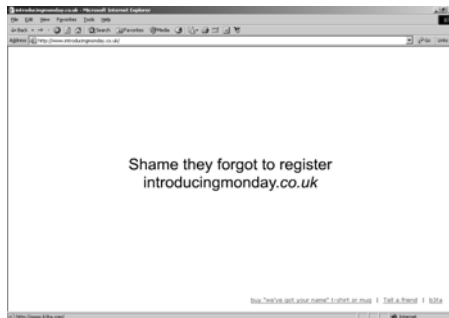 introducingmonday.co.uk - Microsoft Internet Explorer
File Edit View Favorites Tools Help
Back Search Favorites Media
Address http://www.introducingmonday.co.uk/ Go Links
Shame they forgot to register
introducingmonday.co.uk
buy "we've got your name" t-shirt or mug | Tell a friend | b3ta
Internet